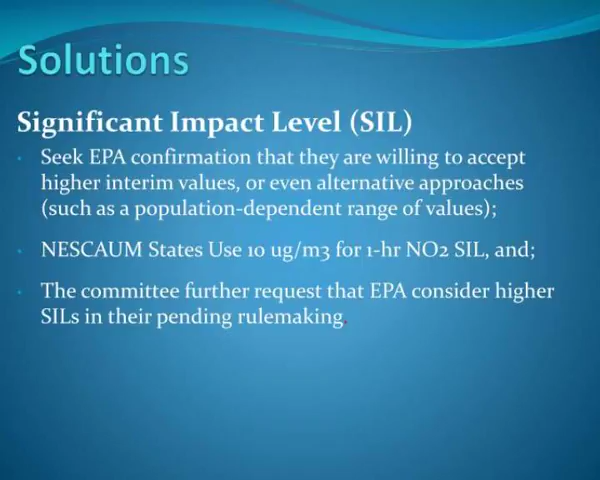 Solutions
Significant Impact Level (SIL)
• Seek EPA confirmation that they are willing to accept
higher interim values, or even alternative approaches
(such as a population-dependent range of values);
• NESCAUM States Use 10 ug/m3 for 1-hr NO2 SIL, and;
• The committee further request that EPA consider higher
SILs in their pending rulemaking.